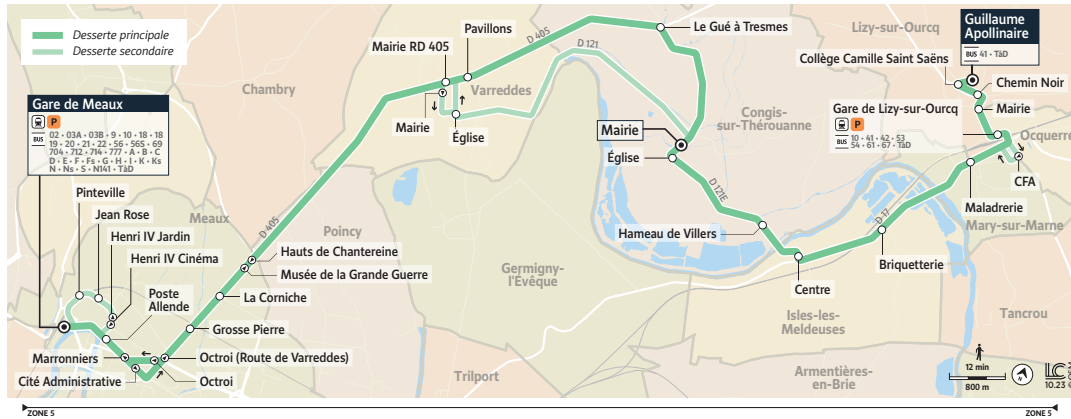 Desserte principale
Desserte secondaire
Gare de Meaux
P
BUS
02 • 03A • 03B • 9 • 10 • 18 • 18
19 • 20 • 21 • 22 • 56 • 56S • 69
704 • 712 • 714 • 777 • A • B • C
D • E • F • Fs • G • H • I • K • Ks
N • Ns • S • N141 • TàD
Pinteville
Jean Rose
Henri IV Jardin
Henri IV Cinéma
Poste
Allende
Marronniers
Cité Administrative
Octroi
Octroi (Route de Varreddes)
Grosse Pierre
La Corniche
Musée de la Grande Guerre
Hauts de Chantereine
D 405
Meaux
Poincy
Chambry
Mairie RD 405
Pavillons
Varreddes
Mairie
Église
D 405
D 121
Le Gué à Tresmes
Congis-
sur-Thérouanne
Mairie
Église
D 121E
Hameau de Villers
Centre
Germigny-
l'Évêque
Trilport
Isles-les-
Meldeuses
Armentières-
en-Brie
Tancrou
Briquetterie
D 17
Maladrerie
Mary-sur-Marne
CFA
Ocquerre
Gare de Lizy-sur-Ourcq
P
BUS
10 • 41 • 42 • 53
54 • 61 • 67 • TàD
Mairie
Chemin Noir
Collège Camille Saint Saëns
Lizy-sur-Ourcq
Guillaume
Apollinaire
BUS 41 • TàD
12 min
800 m
N
LC
10.23
ZONE 5
ZONE 5